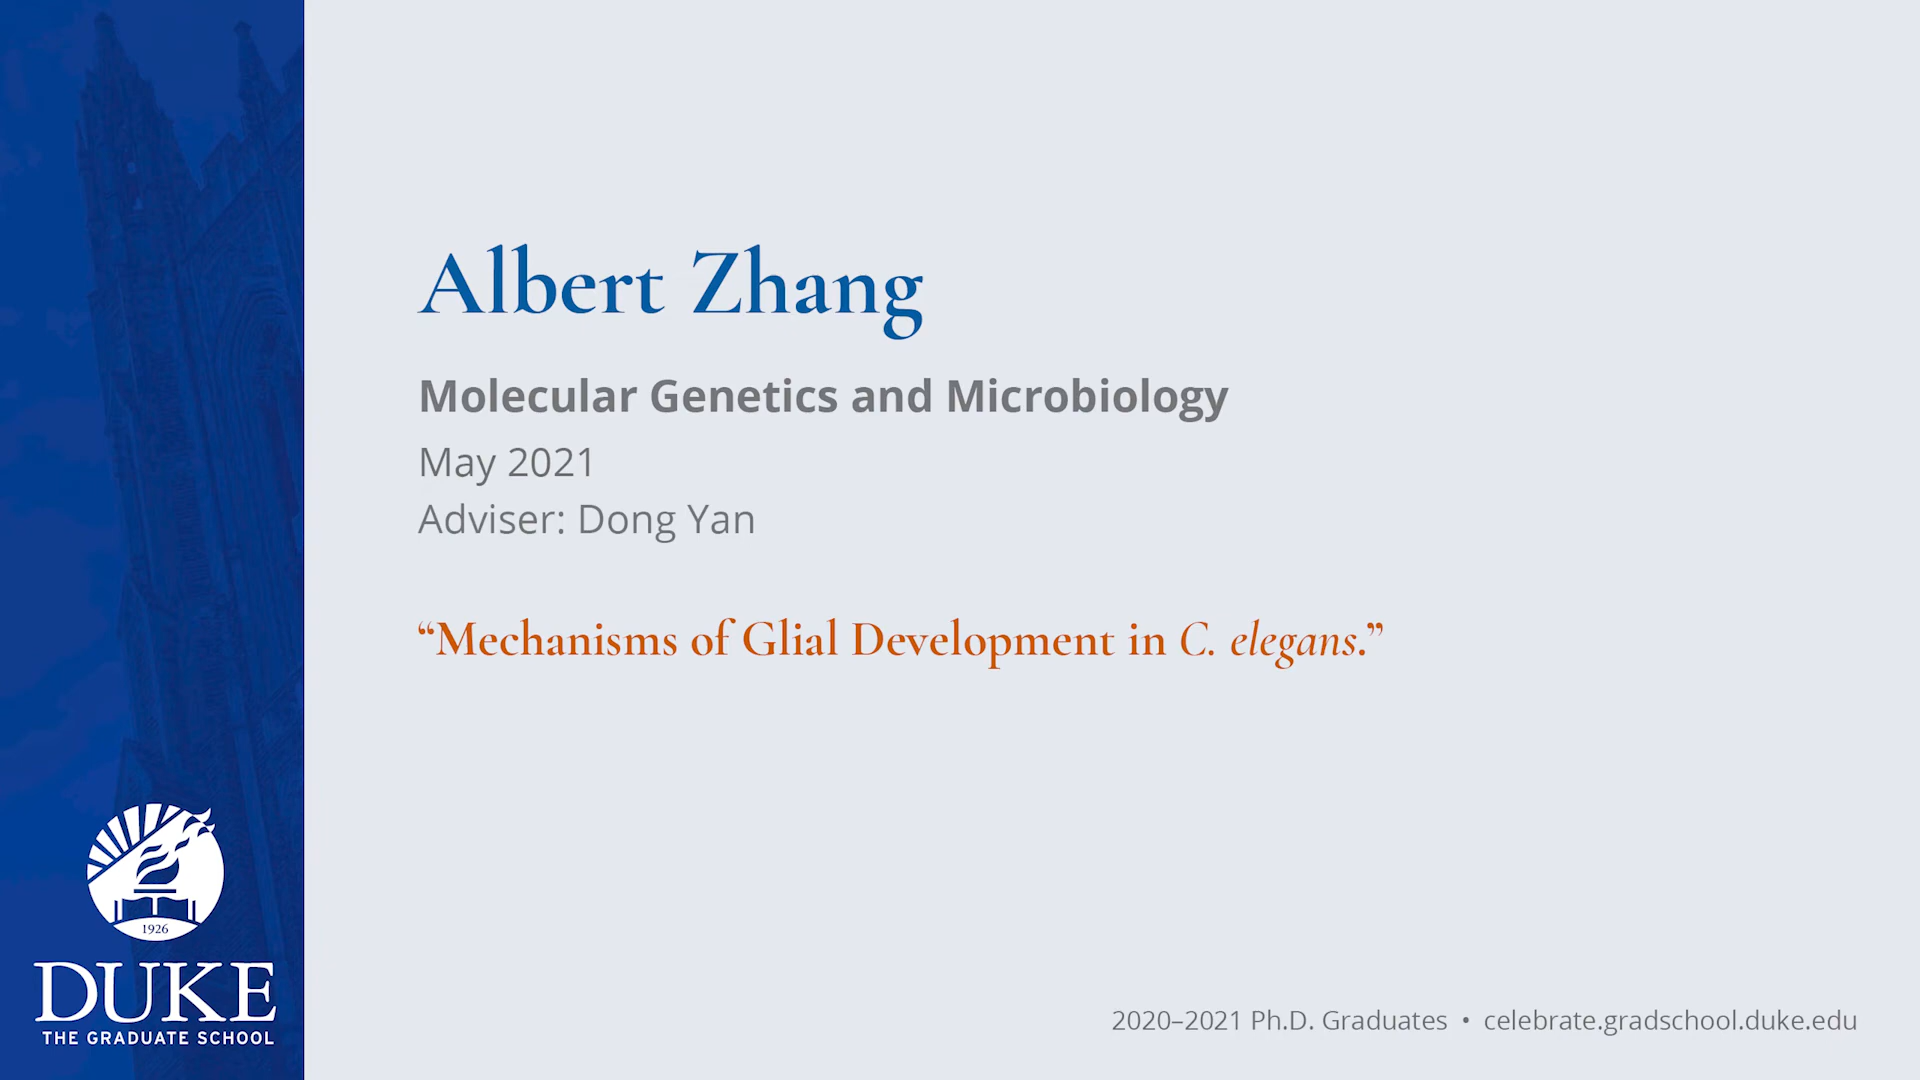 Albert Zhang
Molecular Genetics and Microbiology
May 2021
Adviser: Dong Yan
“Mechanisms of Glial Development in C. elegans.”
1926
DUKE
THE GRADUATE SCHOOL
2020–2021 Ph.D. Graduates • celebrate.gradschool.duke.edu